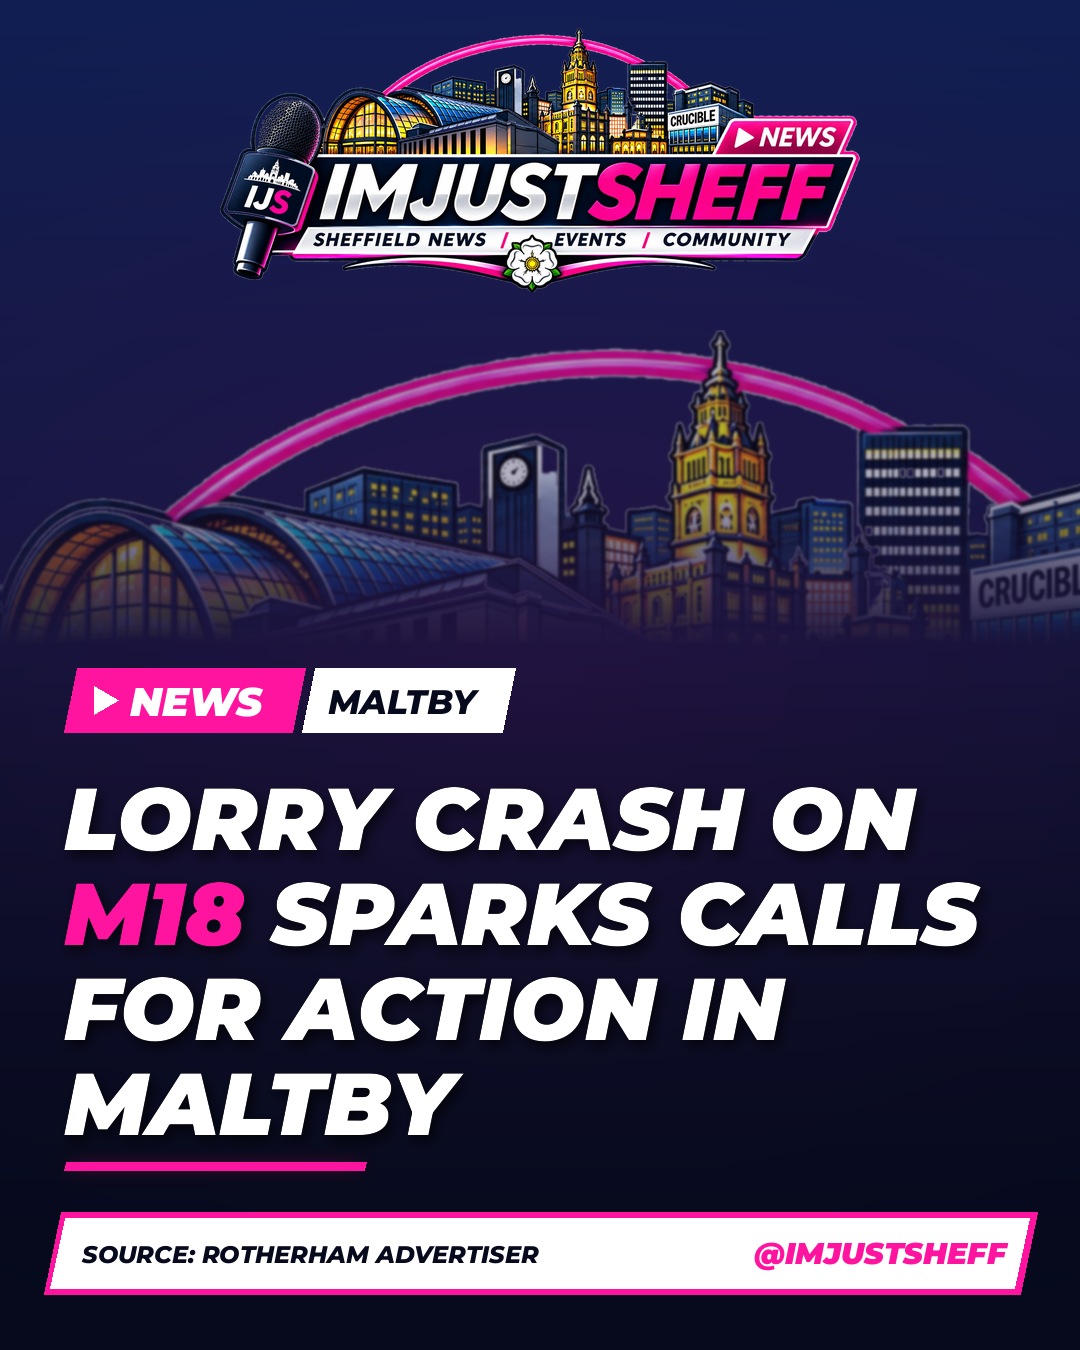 CRUCIBLE
NEWS
IJS
IMJUSTSHEFF
SHEFFIELD NEWS / EVENTS / COMMUNITY
CRUCIBL
NEWS
MALTBY
LORRY CRASH ON
M18 SPARKS CALLS
FOR ACTION IN
MALTBY
SOURCE: ROTHERHAM ADVERTISER
@IMJUSTSHEFF